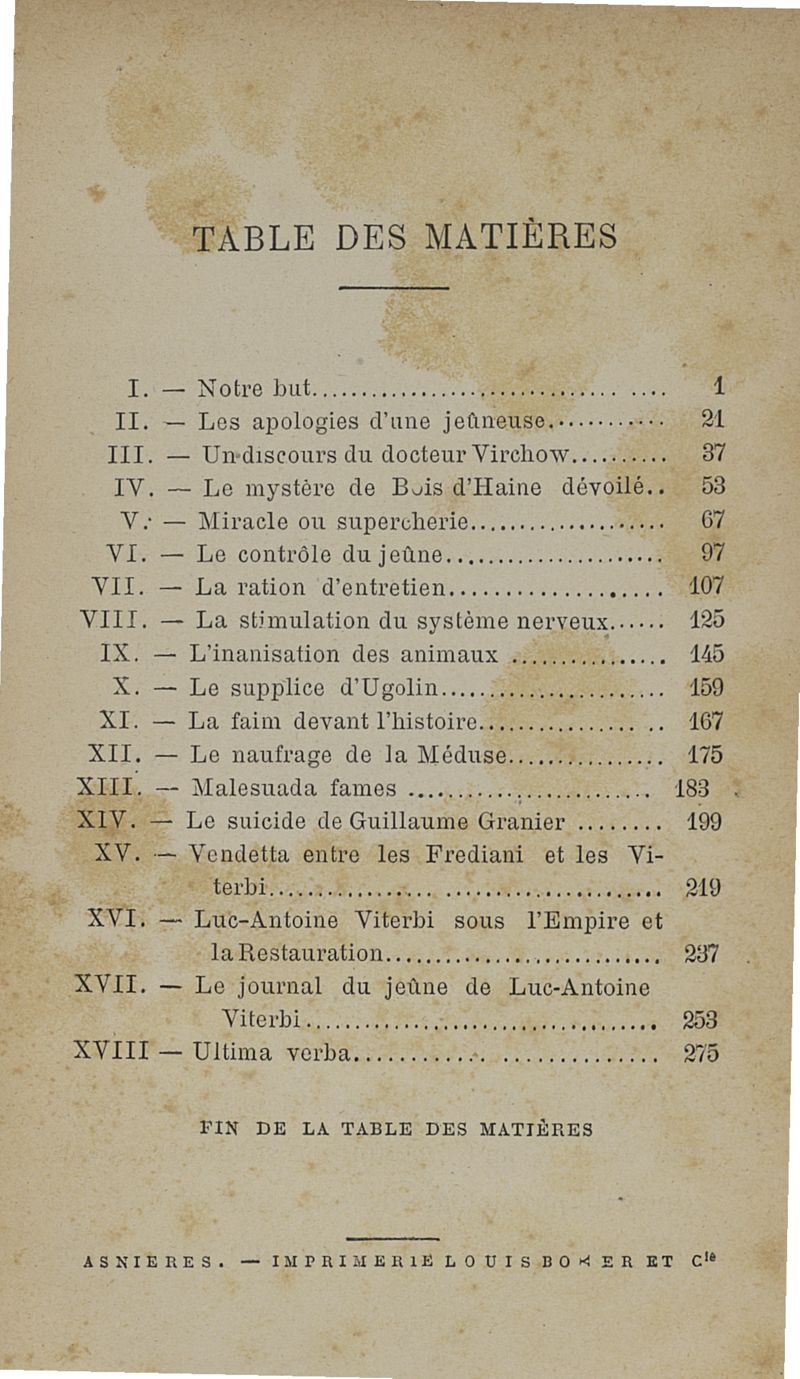 TABLE DES MATIÈRES
I. — Notre but 1
II. — Les apologies d'une jeûneuse 21
III. — Un discours du docteur Virchow 37
IV. — Le mystère de Bois d'Haine dévoilé 53
V. — Miracle ou supercherie 67
VI. — Le contrôle du jeûne 97
VII. — La ration d'entretien 107
VIII. — La stimulation du système nerveux 125
IX. — L'inanisation des animaux 145
X. — Le supplice d'Ugolin 159
XI. — La faim devant l'histoire 167
XII. — Le naufrage de la Méduse 175
XIII. — Malesuada fames 183
XIV. — Le suicide de Guillaume Granier 199
XV. — Vendetta entre les Frediani et les Vi-
terbi 219
XVI. — Luc-Antoine Viterbi sous l'Empire et
la Restauration 237
XVII. — Le journal du jeûne de Luc-Antoine
Viterbi 253
XVIII — Ultima verba 275
FIN DE LA TABLE DES MATIÈRES
ASNIERES. — IMPRIMERIE LOUIS ET Cie